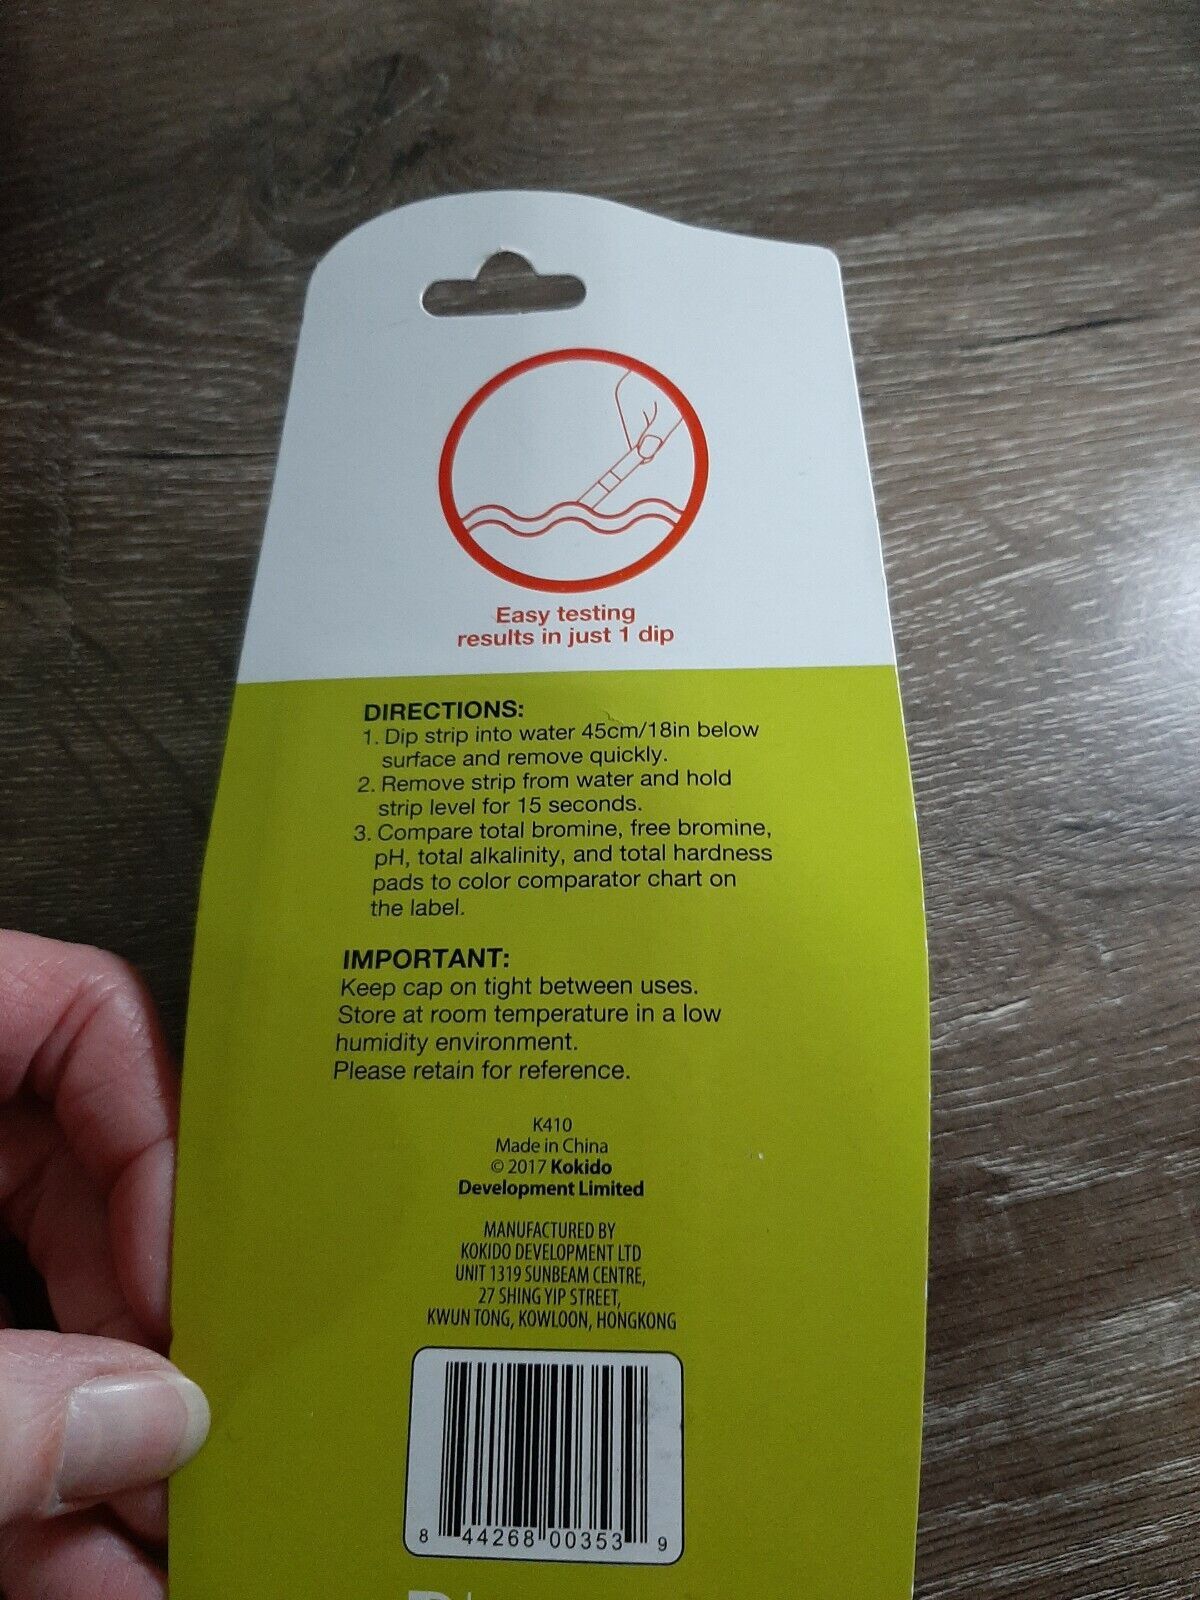 Easy testing
results in just 1 dip
DIRECTIONS:
1. Dip strip into water 45cm/18in below
surface and remove quickly.
2. Remove strip from water and hold
strip level for 15 seconds.
3. Compare total bromine, free bromine,
pH, total alkalinity, and total hardness
pads to color comparator chart on
the label.
IMPORTANT:
Keep cap on tight between uses.
Store at room temperature in a low
humidity environment.
Please retain for reference.
K410
Made in China
© 2017 Kokido
Development Limited
MANUFACTURED BY
KOKIDO DEVELOPMENT LTD
UNIT 1319 SUNBEAM CENTRE,
27 SHING YIP STREET,
KWUN TONG, KOWLOON, HONGKONG
8 44268 00353 9